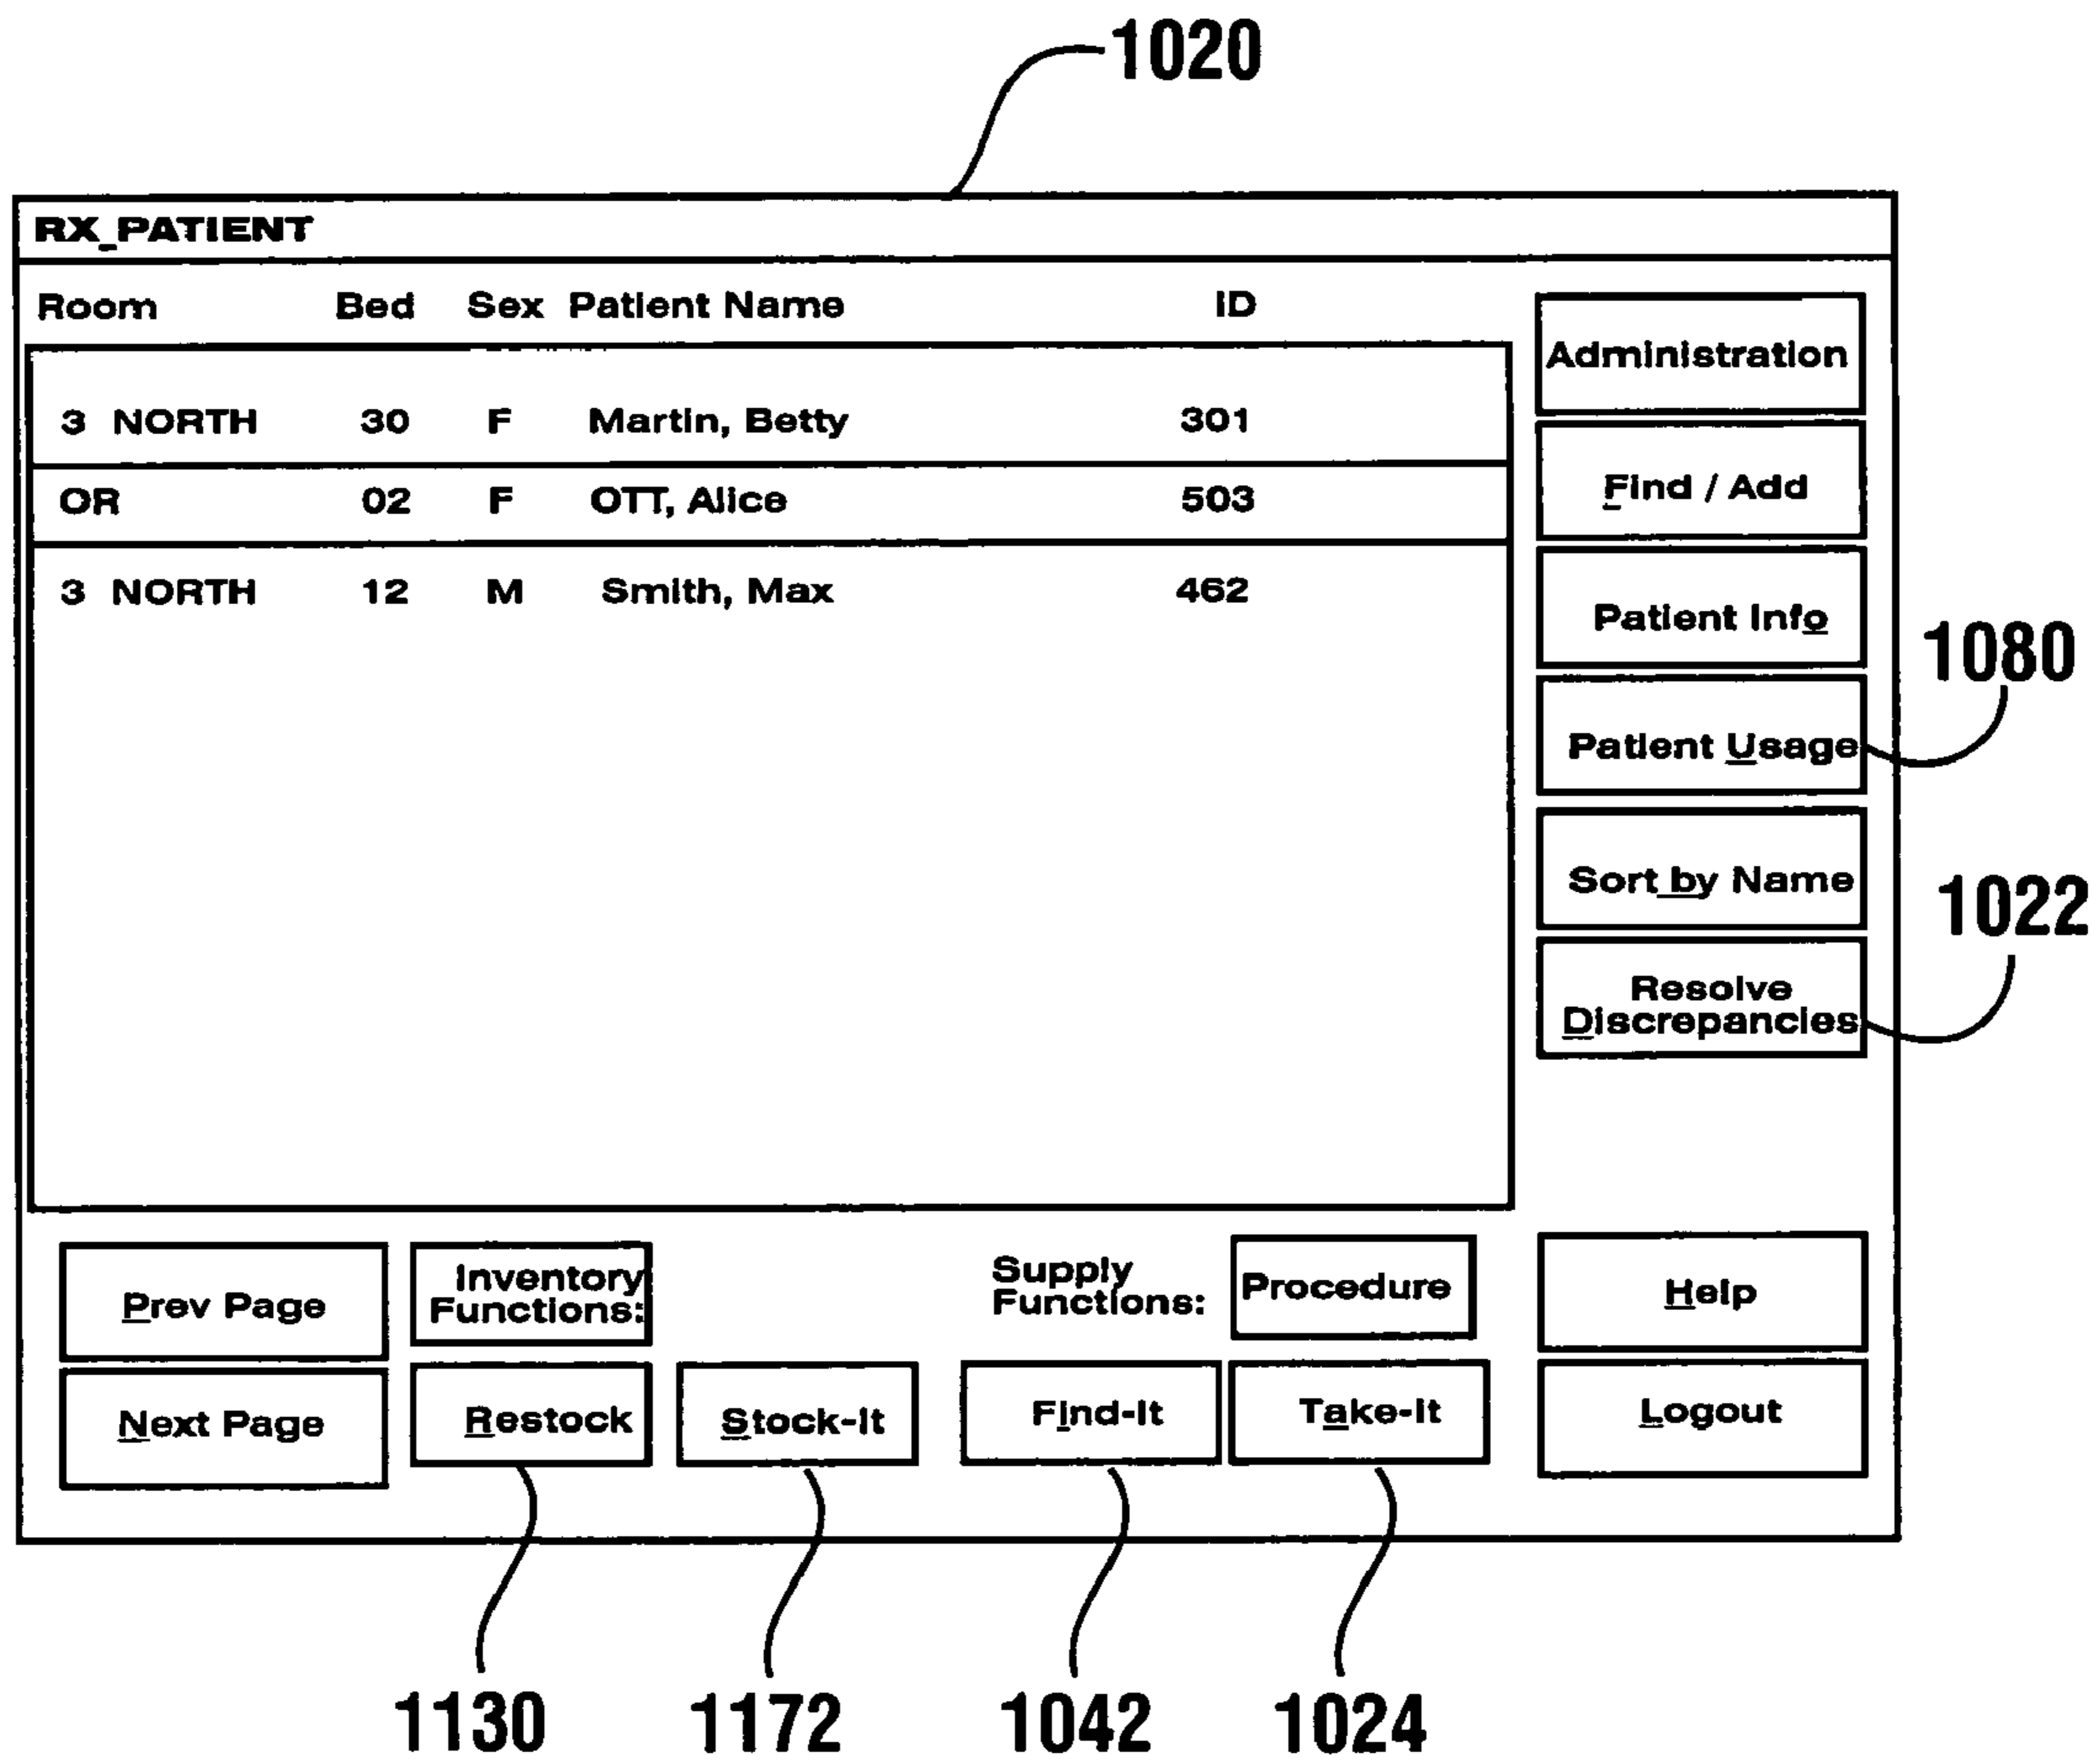 1020
RX_PATIENT
Room Bed Sex Patient Name ID
3 NORTH 30 F Martin, Betty 301
OR 02 F OTT, Alice 503
3 NORTH 12 M Smith, Max 462
Administration
Find / Add
Patient Info
Patient Usage
1080
Sort by Name
Resolve
Discrepancies
1022
Prev Page
Inventory
Functions:
Supply
Functions:
Procedure
Help
Next Page
Restock
Stock-It
Find-It
Take-It
Logout
1130 1172 1042 1024